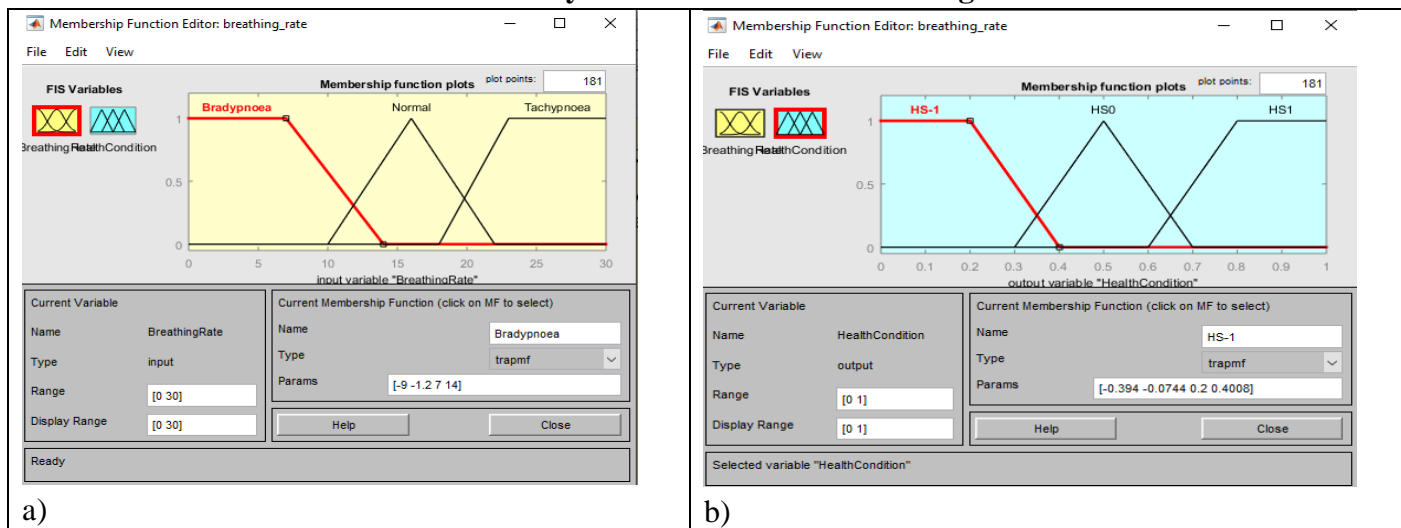 Membership Function Editor: breathing_rate
File Edit View
FIS Variables
BreathingRate
HealthCondition
Membership function plots
plot points:
181
Bradypnoea
Normal
Tachypnoea
1
0.5
0
0 5 10 15 20 25 30
input variable "BreathingRate"
Current Variable
Name BreathingRate
Type input
Range [0 30]
Display Range [0 30]
Current Membership Function (click on MF to select)
Name Bradypnoea
Type trapmf
Params [-9 -1.2 7 14]
Help Close
Ready
a)
Membership Function Editor: breathing_rate
File Edit View
FIS Variables
BreathingRate
HealthCondition
Membership function plots
plot points:
181
HS-1
HS0
HS1
1
0.5
0
0 0.1 0.2 0.3 0.4 0.5 0.6 0.7 0.8 0.9 1
output variable "HealthCondition"
Current Variable
Name HealthCondition
Type output
Range [0 1]
Display Range [0 1]
Current Membership Function (click on MF to select)
Name HS-1
Type trapmf
Params [-0.394 -0.0744 0.2 0.4008]
Help Close
Selected variable "HealthCondition"
b)